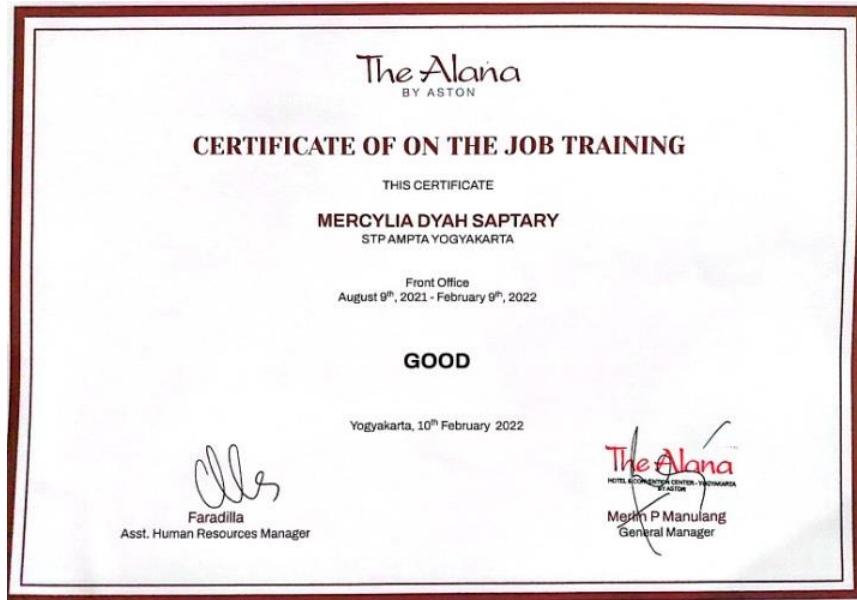 The Alana
BY ASTON
CERTIFICATE OF ON THE JOB TRAINING
THIS CERTIFICATE
MERCYLIA DYAH SAPTARY
STP AMPTA YOGYAKARTA
Front Office
August 9th, 2021 - February 9th, 2022
GOOD
Yogyakarta, 10th February 2022
Faradilla
Asst. Human Resources Manager
The Alana
HOTEL & CONVENTION CENTER - YOGYAKARTA
BY ASTON
Merlin P Manulang
General Manager